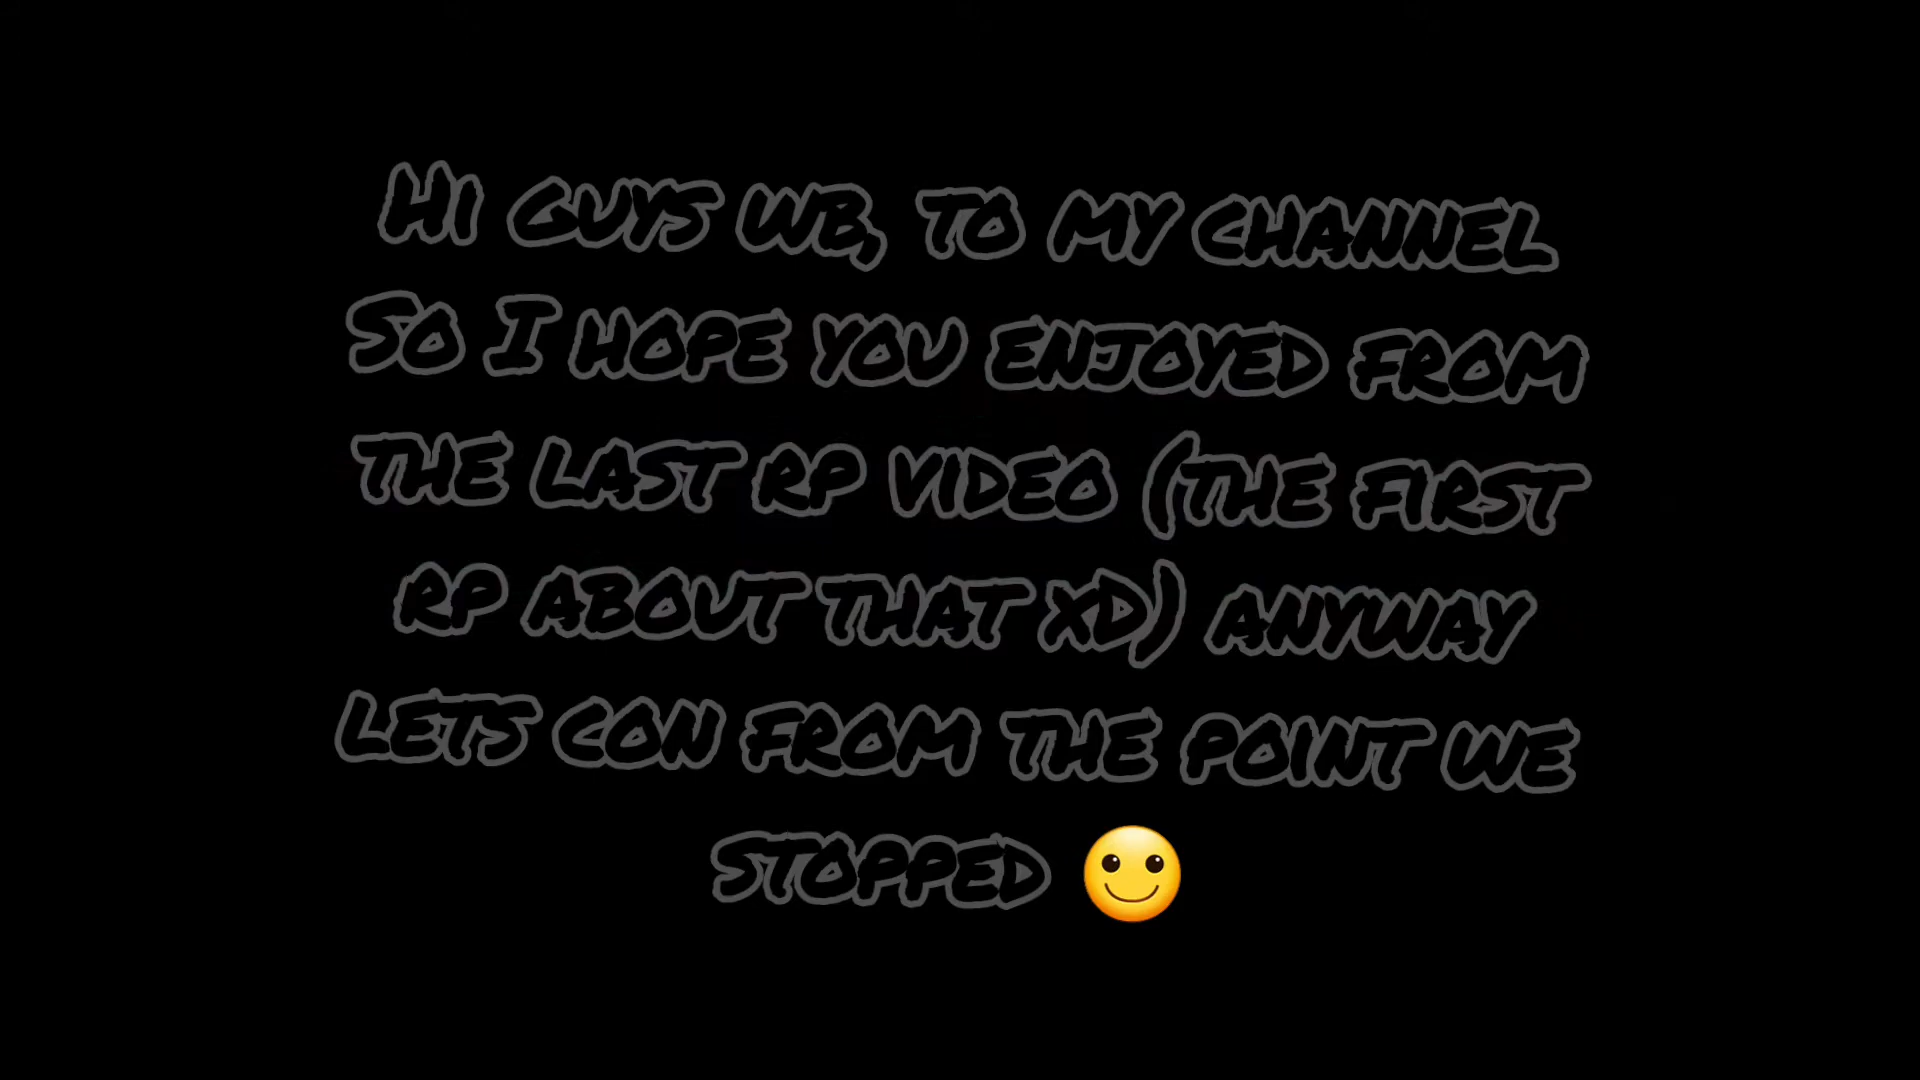 Hi guys wb, to my channel
So I hope you enjoyed from
the last rp video (the first
rp about that xD) anyway
lets con from the point we
stopped 🙂